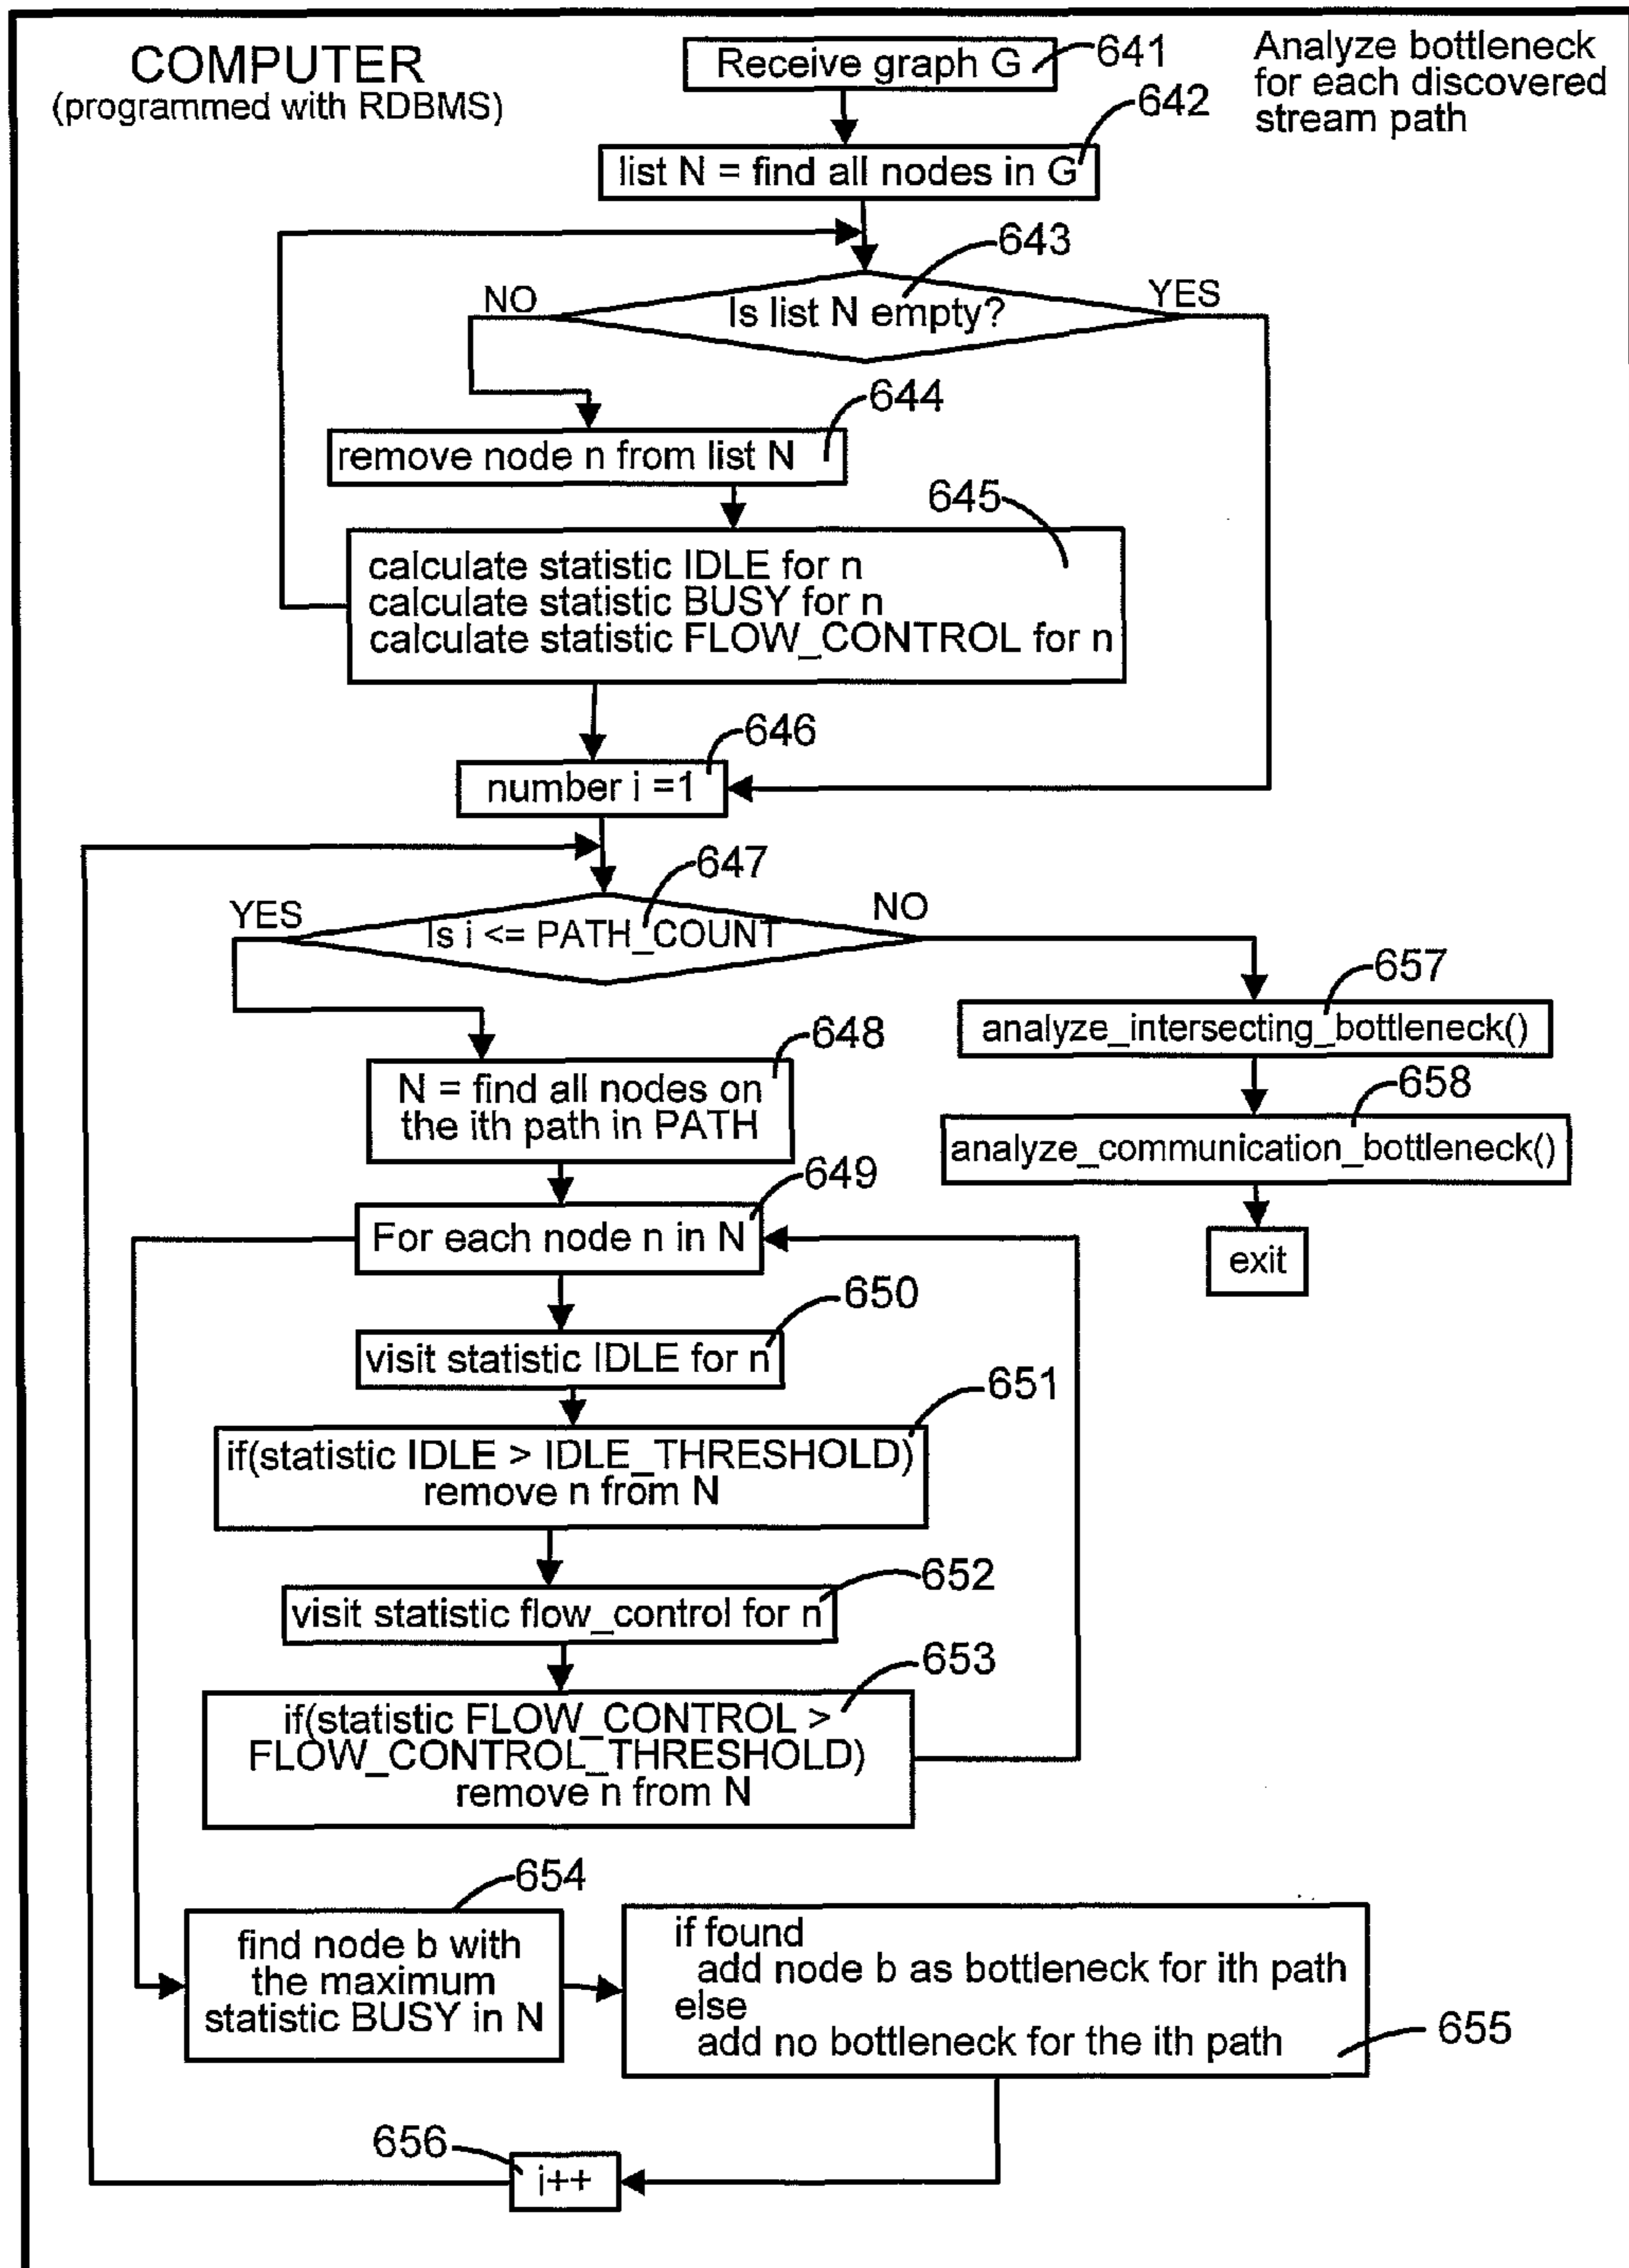 COMPUTER
(programmed with RDBMS)
Receive graph G
641
Analyze bottleneck
for each discovered
stream path
642
list N = find all nodes in G
643
NO
Is list N empty?
YES
644
remove node n from list N
645
calculate statistic IDLE for n
calculate statistic BUSY for n
calculate statistic FLOW_CONTROL for n
646
number i =1
647
YES
Is i <= PATH_COUNT
NO
657
analyze_intersecting_bottleneck()
648
N = find all nodes on
the ith path in PATH
658
analyze_communication_bottleneck()
649
For each node n in N
exit
650
visit statistic IDLE for n
651
if(statistic IDLE > IDLE_THRESHOLD)
remove n from N
652
visit statistic flow_control for n
653
if(statistic FLOW_CONTROL >
FLOW_CONTROL_THRESHOLD)
remove n from N
654
find node b with
the maximum
statistic BUSY in N
if found
add node b as bottleneck for ith path
else
add no bottleneck for the ith path
655
656
i++